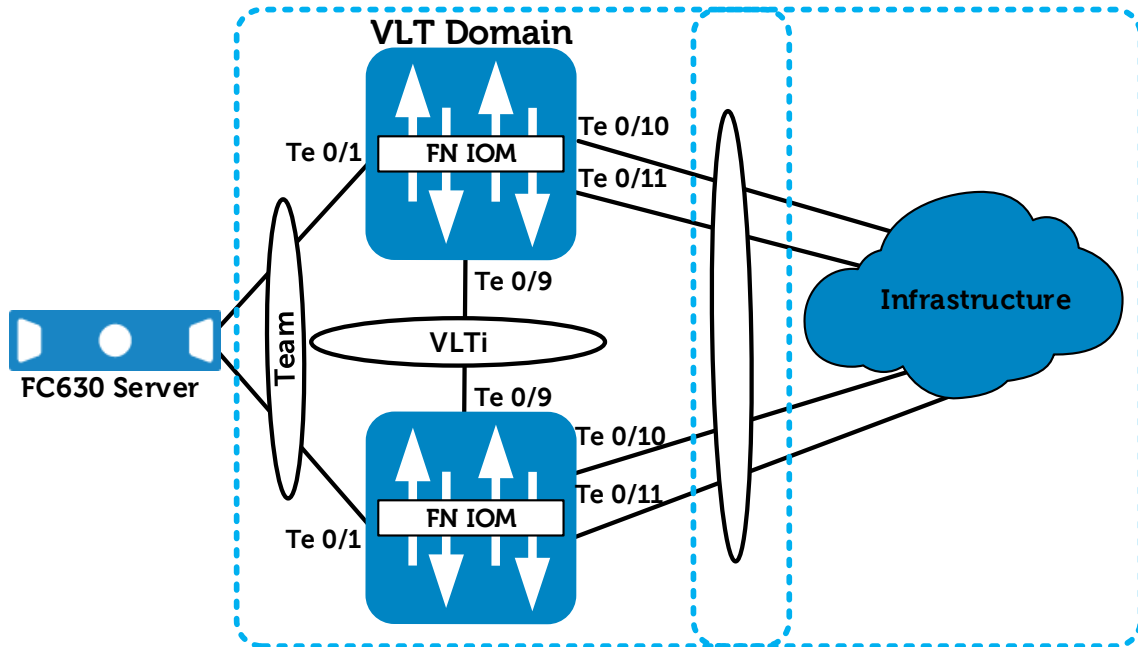 VLT Domain
Te 0/10
Te 0/1
FN IOM
Te 0/11
Te 0/9
Infrastructure
Team
VLTi
FC630 Server
Te 0/9
Te 0/10
Te 0/11
FN IOM
Te 0/1